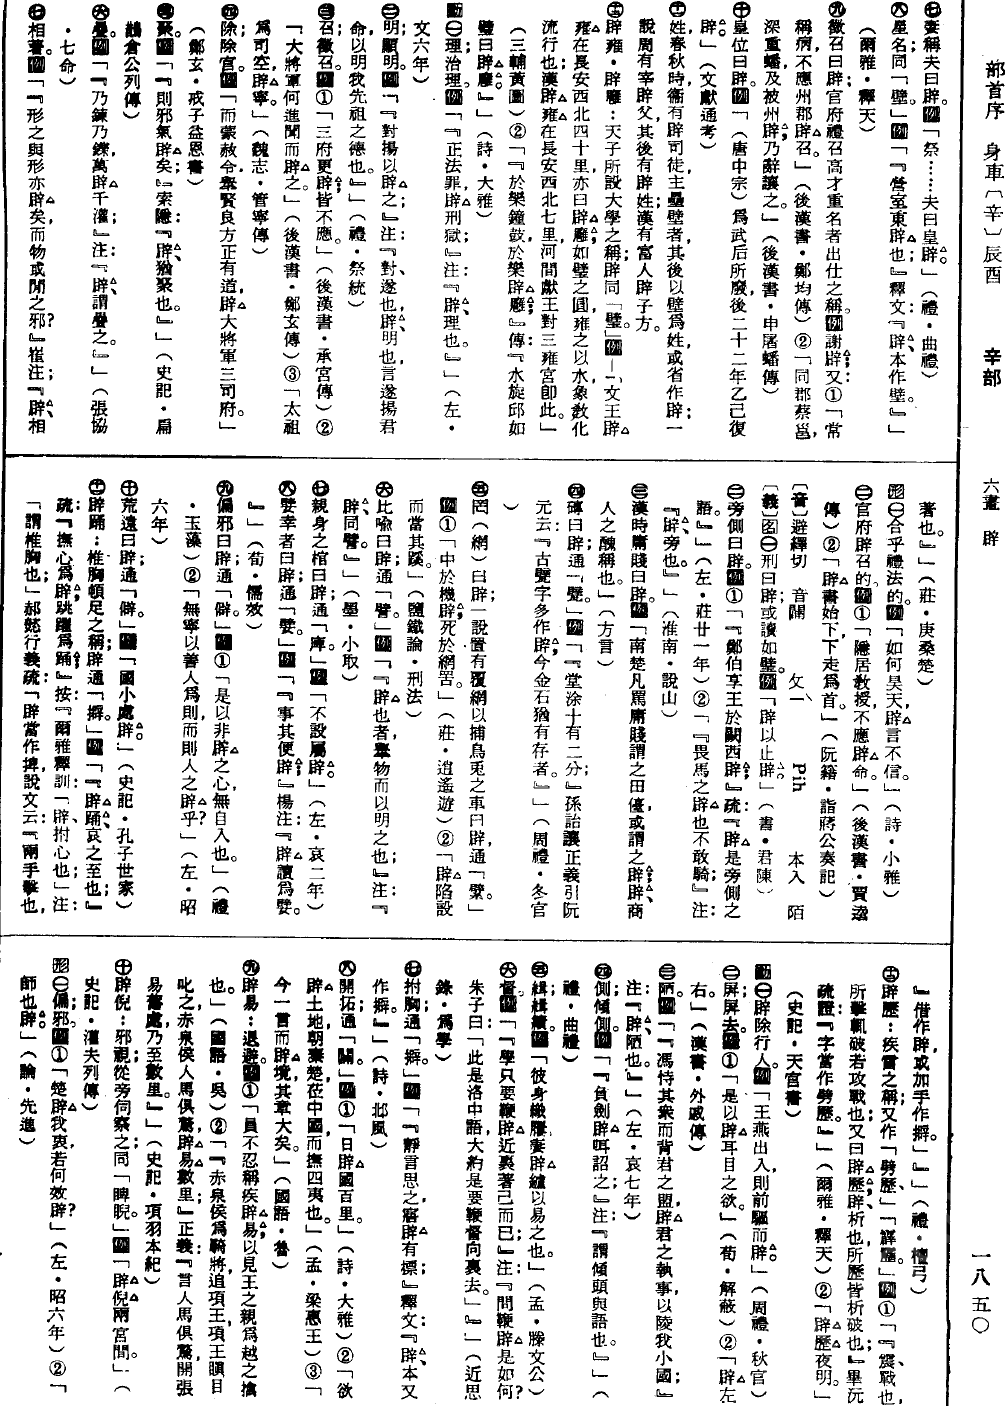 部首序 身車〔辛〕辰酉 辛部 六畫 辟 一八五〇
㊆妻稱夫曰辟。例「祭……夫曰皇辟。」(禮·曲禮)
㊇星名同「壁。」例「『營室東辟也。』釋文:『辟、本作壁。』」
(爾雅·釋天)
㊈徵召曰辟官府禮召高才重名者出仕之稱。例謝辟又①「常
稱病不應州郡辟召。」(後漢書·鄭均傳)②「同郡蔡邕,
深重蟠及被州辟乃辭讓之。」(後漢書·申屠蟠傳)
㊉皇位曰辟。例「(唐中宗)爲武后所廢後二十二年乙巳復
辟。」(文獻通考)
姓春秋時衞有辟司徒主壘壁者其後以壁爲姓或省作辟;一
說周有宰辟父其後有辟姓漢有富人辟子方。
辟雍·辟廱:天子所設大學之稱辟同「璧。」例—「文王辟
雍在長安西北四十里亦曰辟廱如璧之圓雍之以水象教化
流行也漢辟雍在長安西北七里河間獻王對三雍宮卽此。」
(三輔黃圖)②「『於樂鐘鼓於樂辟廱。』傳:『水旋邱如
璧曰辟廱。』」(詩·大雅)
動㊀理治理。例「『正法罪辟刑獄。』注:『辟、理也。』」(左·
文六年)
㊁明顯明。例「『對揚以辟之。』注:『對、遂也,辟、明也言遂揚君
命以明我先祖之德也。』」(禮·祭統)
㊂召徵召。例①「三府更辟皆不應。」(後漢書·承宮傳)②
「大將軍何進聞而辟之。」(後漢書·鄭玄傳)③「太祖
爲司空辟寧。」(魏志·管寧傳)
㊃除除官。例「而蒙赦令舉賢良方正有道,辟大將軍三司府。」
(鄭玄·戒子益恩書)
㊄聚。例「『則邪氣辟矣。』索隱:『辟、猶聚也。』」(史記·扁
鵲倉公列傳)
㊅疊。例「『乃鍊乃鑠萬辟千灌。』注:『辟、謂疊之。』」(張協
·七命)
㊆相著。例「『形之與形亦辟矣,而物或間之邪?』崔注:『辟、相
著也。』」(莊·庚桑楚)
形㊀合乎禮法的。例「如何昊天,辟言不信。」(詩·小雅)
㊁官府辟召的。例①「隱居教授,不應辟命。」(後漢書·賈逵
傳)②「辟書始下,下走爲首。」(阮籍·詣蔣公奏記)
〔音〕避繹切 音闢 ㄆㄧˋ Pih 本入 陌
〔義〕図㊀刑曰辟或讀如璧。例「辟以止辟。」(書·君陳)
㊁旁側曰辟。例①「『鄭伯享王於闕西辟。』疏:『辟是旁側之
語。』」(左·莊廿一年)②「『畏馬之辟也不敢騎。』注:
『辟、旁也。』」(淮南·說山)
㊂漢時庸賤曰辟。例「南楚凡罵庸賤謂之田儓,或謂之辟;辟、商
人之醜稱也。」(方言)
㊃磚曰辟通「甓。」例「『堂涂十有二分。』孫詒讓正義引阮
元云:『古甓字多作辟,今金石猶有存者。』」(周禮·冬官
)
㊄罔(網)曰辟一設置有覆網以捕鳥兎之車曰辟,通「繴。」
例①「中於機辟,死於網罟。」(莊·逍遙遊)②「辟陷設
而當其蹊。」(鹽鐵論·刑法)
㊅比喩曰辟通「譬。」例「『辟也者舉物而以明之也。』注:『
辟同譬。』」(墨·小取)
㊆親身之棺曰辟通「椑。」例「不設屬辟。」(左·哀二年)
㊇嬖幸者曰辟通「嬖。」例「『事其便辟。』楊注:『辟讀爲嬖。
』」(荀·儒效)
㊈偏邪曰辟通「僻。」例①「是以非辟之心,無自入也。」(禮
·玉藻)②「無寧以善人爲則,而則人之辟乎?」(左·昭
六年)
㊉荒遠曰辟通「僻。」例「國小處辟。」(史記·孔子世家)
辟踊:椎胸頓足之稱;辟通「擗。」例「『辟踊、哀之至也。』
疏:『撫心爲辟跳躍爲踊。』按:『爾雅釋訓:「辟、拊心也。」注:
「謂椎胸也。」郝懿行義疏:「辟當作擗,說文云:『兩手擊也。
』借作辟或加手作擗。」』」(禮·檀弓)
辟歷:疾雷之稱又作「劈歷、」「霹靂。」例①「『震、戰也,
所擊輒破若攻戰也又曰辟歷;辟、析也,所歷皆析破也。』畢沅
疏證:『字當作劈歷。』」(爾雅·釋天)②「辟歷夜明。」
(史記·天官書)
動㊀辟除行人。例「王燕出入,則前驅而辟。」(周禮·秋官)
㊁屏屏去。例①「是以辟耳目之欲。」(荀·解蔽)②「辟左
右。」(漢書·外戚傳)
㊂陋。例「『馮恃其衆而背君之盟,辟君之執事,以陵我小國。』
注:『辟、陋也。』」(左·哀七年)
㊃側傾側。例「『負劍辟咡詔之。』注:『謂傾頭與語也。』」(
禮·曲禮)
㊄緝緝績。例「彼身織屨妻辟纑以易之也。」(孟·滕文公)
㊅督。例「『學只要鞭辟近裏著己而已。』注:『問鞭辟是如何?
朱子曰:「此是洛中語,大約是要鞭督向裏去。」』」(近思
錄·爲學)
㊆拊胸通「擗。」例「『靜言思之,寤辟有摽。』釋文:『辟、本又
作擗。』」(詩·北風)
㊇開拓通「闢。」例①「日辟國百里。」(詩·大雅)②「欲
辟土地朝秦楚莅中國而撫四夷也。」(孟·梁惠王)③「
今一言而辟境,其章大矣。」(國語·魯)
㊈辟易:退避。例①「員不忍稱疾辟易以見王之親爲越之擒
也。」(國語·吳)②「『赤泉侯爲騎將追項王,項王瞋目
叱之,赤泉侯人馬俱驚辟易數里。』正義:『言人馬俱驚開張
易舊處乃至數里。』」(史記·項羽本紀)
㊉辟倪:邪視從旁伺察之;同「睥睨。」例「辟倪兩宮間。」(
史記·灌夫列傳)
形㊀偏邪。例①「楚辟我衷,若何效辟?」(左·昭六年)②「
師也辟。」(論·先進)